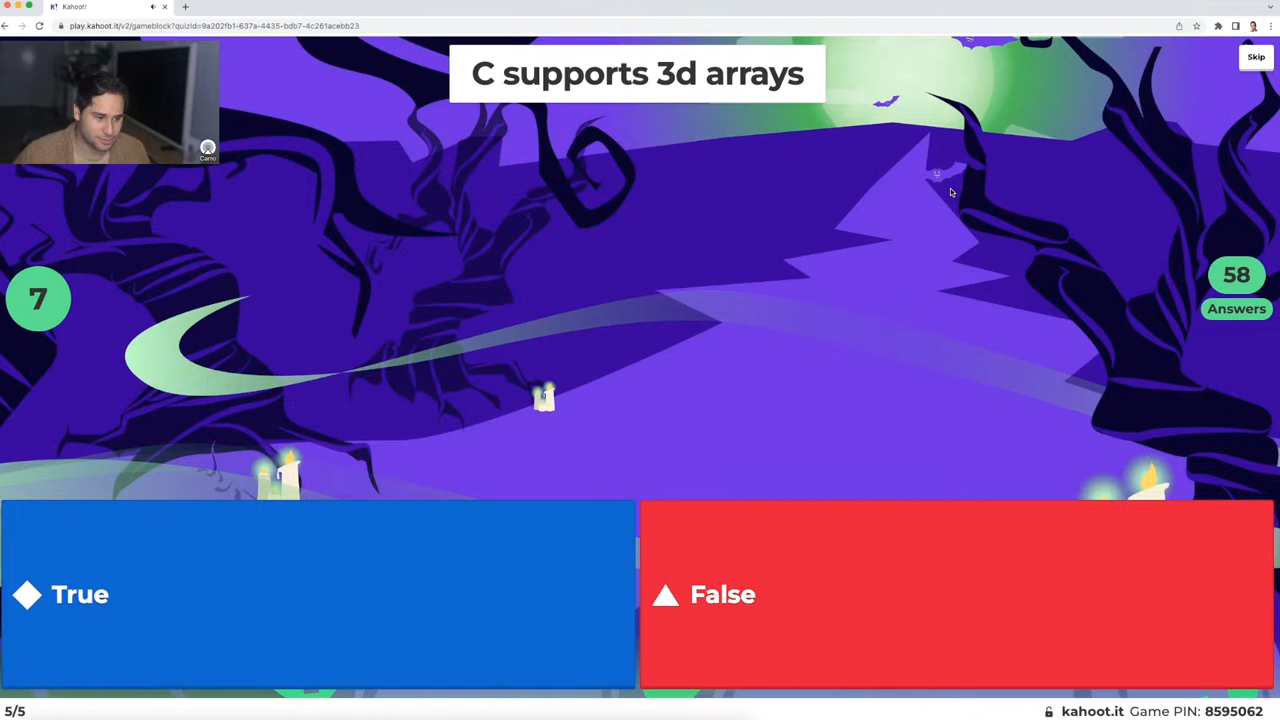 Kahoot!
play.kahoot.it/v2/gameblock?quizId=9a202fb1-637a-4435-bdb7-4c261acebb23
C supports 3d arrays
Skip
Camo
7
58
Answers
True
False
5/5
kahoot.it Game PIN: 8595062